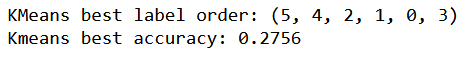 KMeans best label order: (5, 4, 2, 1, 0, 3)
Kmeans best accuracy: 0.2756